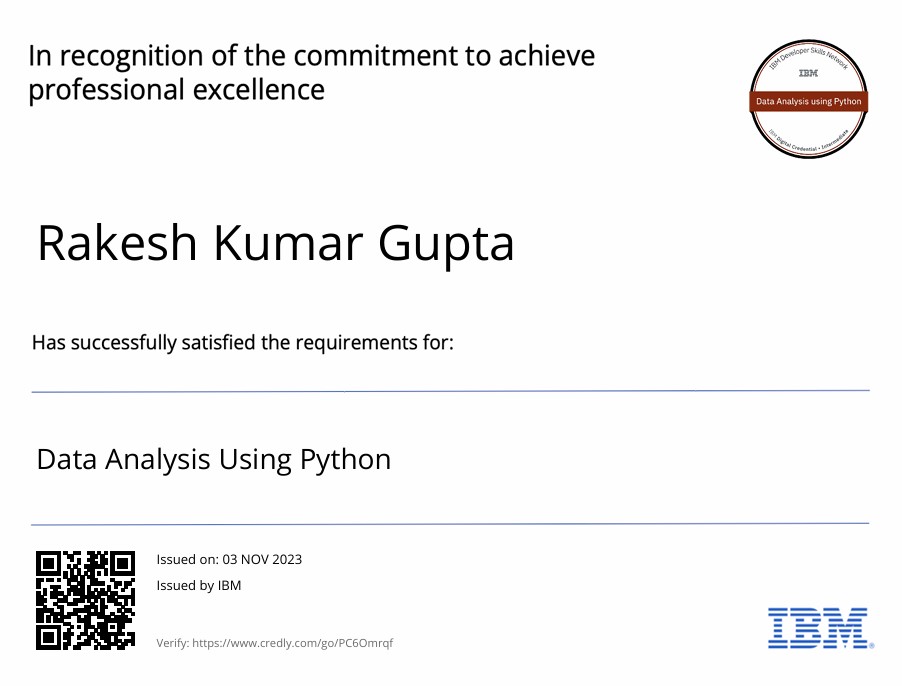 In recognition of the commitment to achieve
professional excellence
IBM Developer Skills Network
IBM
Data Analysis using Python
IBM Digital Credential • Intermediate
Rakesh Kumar Gupta
Has successfully satisfied the requirements for:
Data Analysis Using Python
Issued on: 03 NOV 2023
Issued by IBM
Verify: https://www.credly.com/go/PC6Omrqf
IBM®